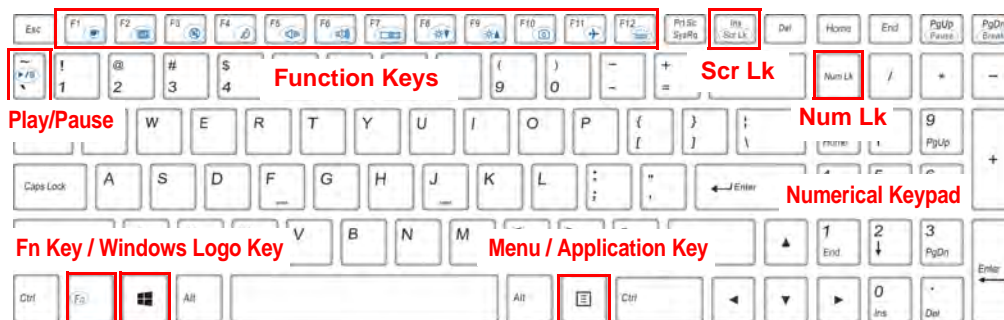 Esc F1 F2 F3 F4 F5 F6 F7 F8 F9 F10 F11 F12 PrtSc SysRq Ins Scr Lk Del Home End PgUp Pause PgDn Break
~ ` ! 1 @ 2 # 3 $ 4 Function Keys ( 9 ) 0 - + = Scr Lk Num Lk / * -
Play/Pause W E R T Y U I O P { [ } ] \ Num Lk Home 9 PgUp +
Caps Lock A S D F G H J K L : ; " ' Enter Numerical Keypad
Fn Key / Windows Logo Key V B N M Menu / Application Key 1 End 2 3 PgDn Enter
Ctrl Fn Alt Alt Ctrl 0 Ins . Del